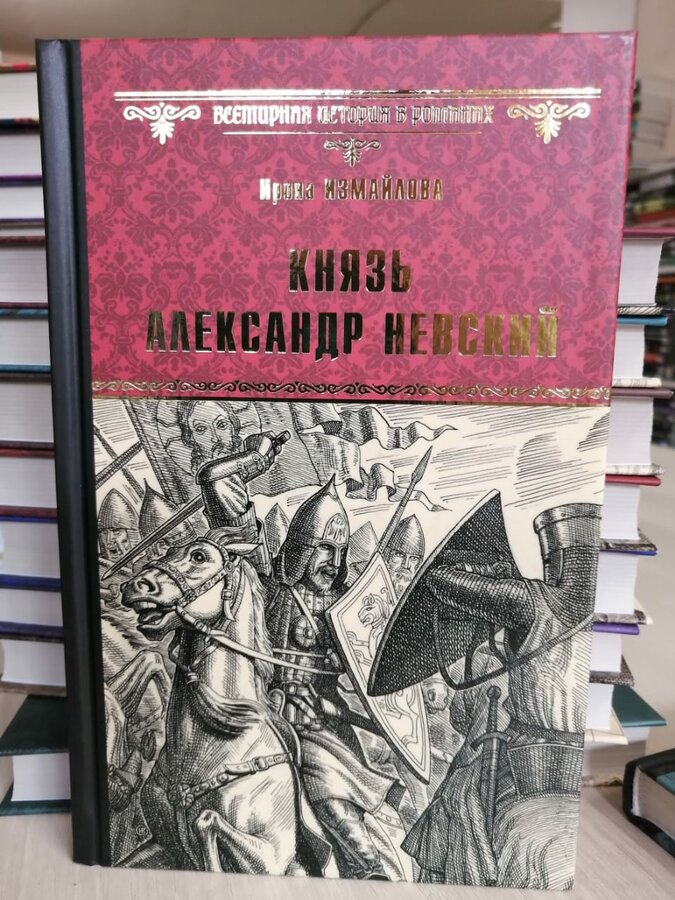 ВСЕМИРНАЯ ИСТОРИЯ В РОМАНАХ
Ирина ИЗМАЙЛОВА
КНЯЗЬ
АЛЕКСАНДР НЕВСКИЙ